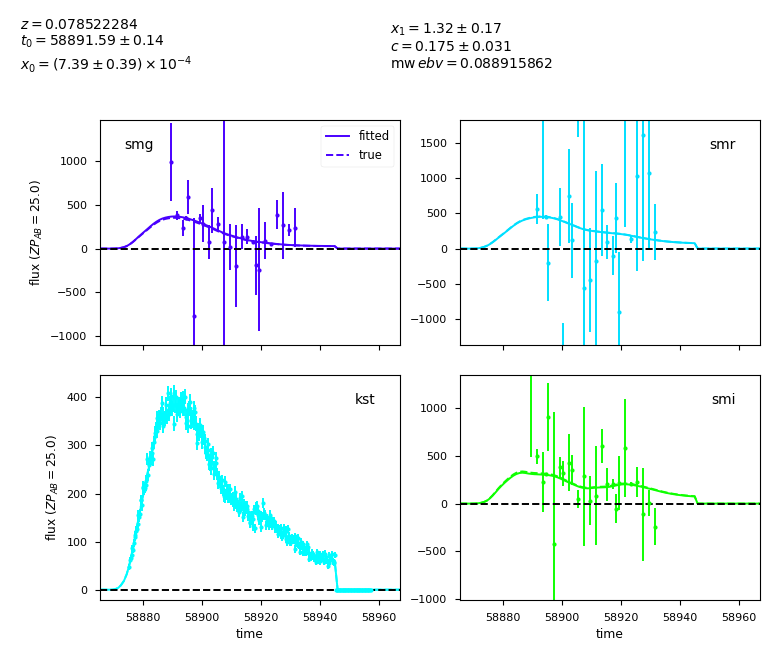 z = 0.078522284
t₀ = 58891.59 ± 0.14
x₀ = (7.39 ± 0.39) × 10⁻⁴
x₁ = 1.32 ± 0.17
c = 0.175 ± 0.031
mw ebv = 0.088915862
smg
fitted
true
1000
500
0
−500
−1000
flux (ZP_AB = 25.0)
smr
1500
1000
500
0
−500
−1000
kst
400
300
200
100
0
flux (ZP_AB = 25.0)
58880 58900 58920 58940 58960
time
smi
1000
500
0
−500
−1000
58880 58900 58920 58940 58960
time